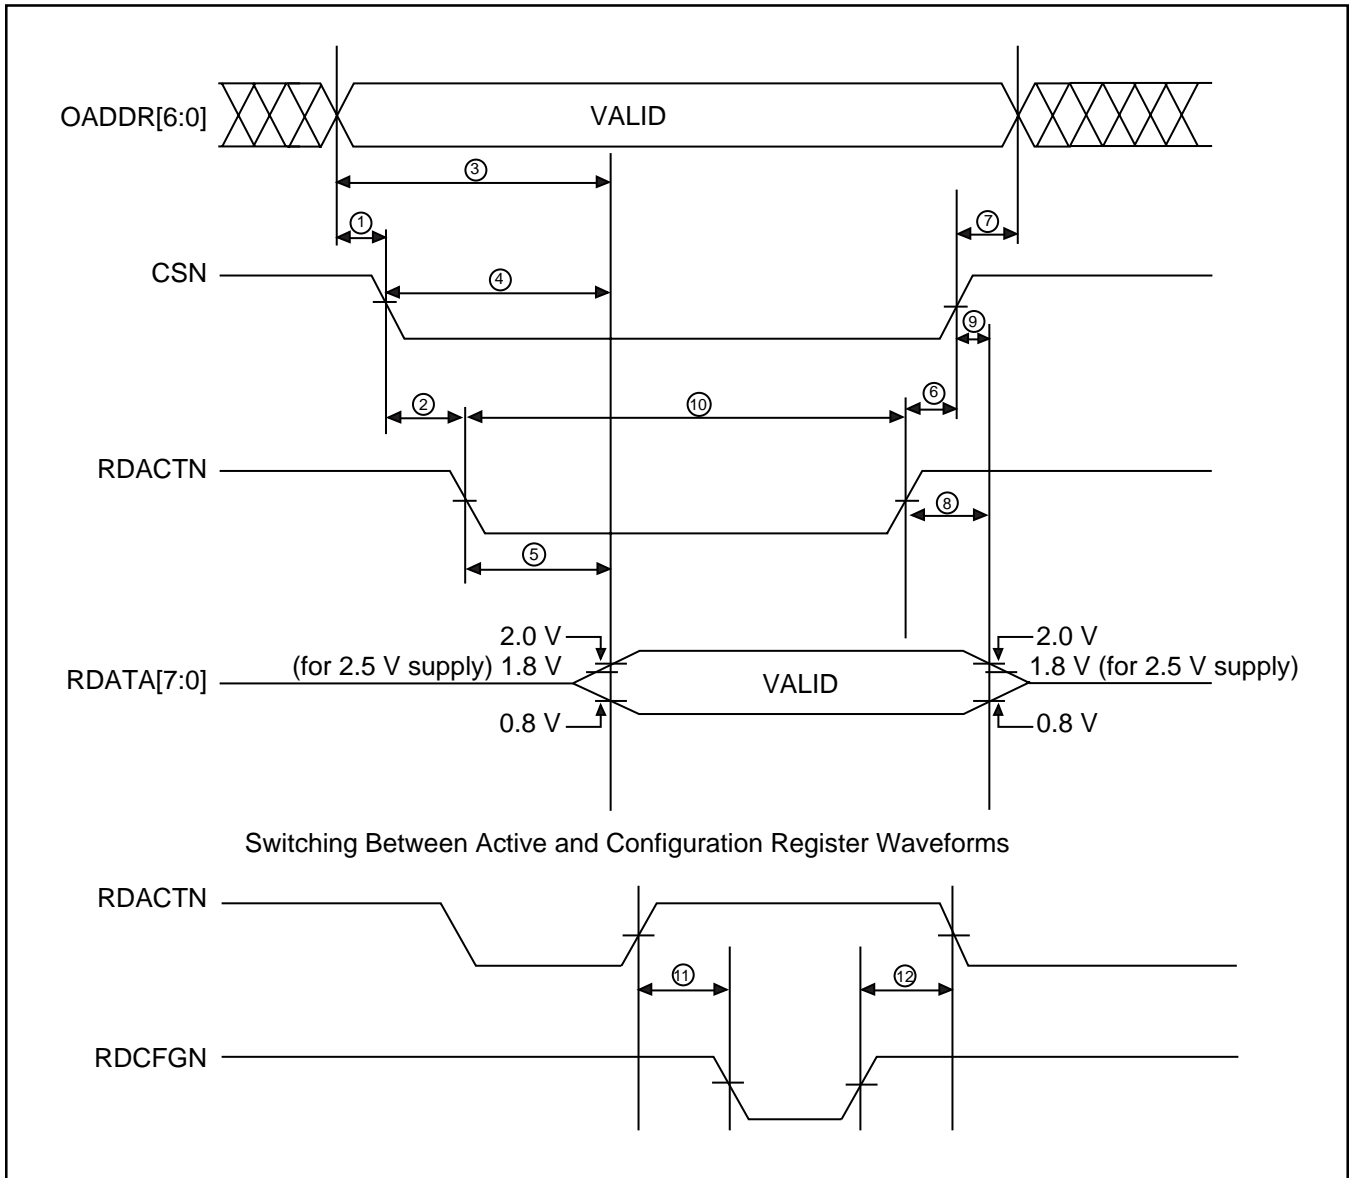 OADDR[6:0]
VALID
3
1
7
CSN
4
9
2
10
6
RDACTN
8
5
2.0 V
2.0 V
(for 2.5 V supply) 1.8 V
1.8 V (for 2.5 V supply)
RDATA[7:0]
VALID
0.8 V
0.8 V
Switching Between Active and Configuration Register Waveforms
RDACTN
11
12
RDCFGN